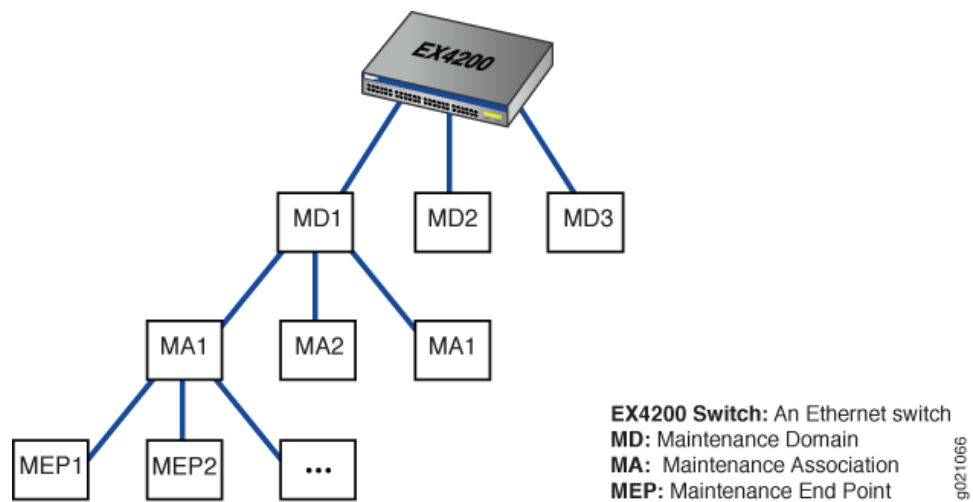 EX4200
MD1 MD2 MD3
MA1 MA2 MA1
MEP1 MEP2 ...
EX4200 Switch: An Ethernet switch
MD: Maintenance Domain
MA: Maintenance Association
MEP: Maintenance End Point
g021066